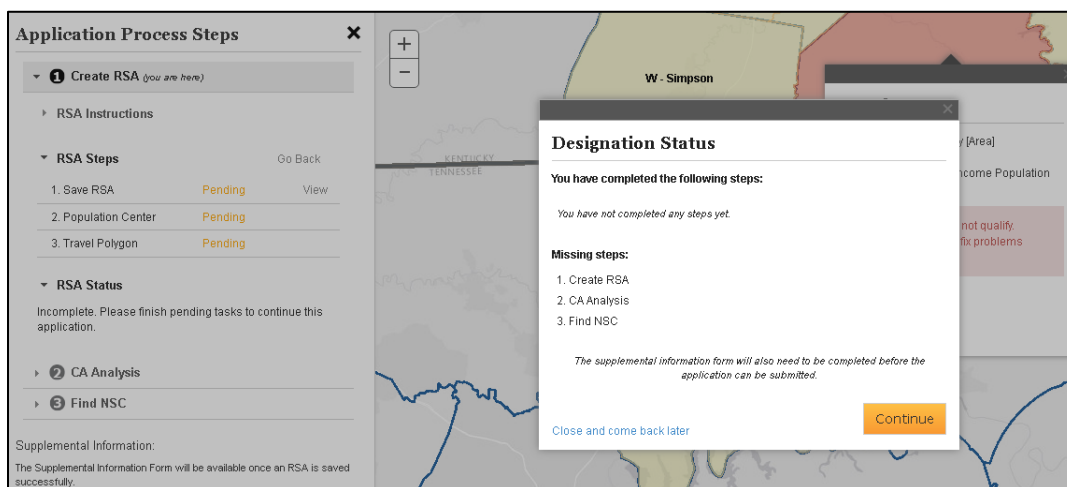 Application Process Steps
1 Create RSA (you are here)
RSA Instructions
RSA Steps Go Back
1. Save RSA Pending View
2. Population Center Pending
3. Travel Polygon Pending
RSA Status
Incomplete. Please finish pending tasks to continue this
application.
2 CA Analysis
3 Find NSC
Supplemental Information:
The Supplemental Information Form will be available once an RSA is saved
successfully.
+
−
W - Simpson
KENTUCKY
TENNESSEE
Designation Status
You have completed the following steps:
You have not completed any steps yet.
Missing steps:
1. Create RSA
2. CA Analysis
3. Find NSC
The supplemental information form will also need to be completed before the
application can be submitted.
Close and come back later
Continue
[Area]
Population
not qualify.
fix problems